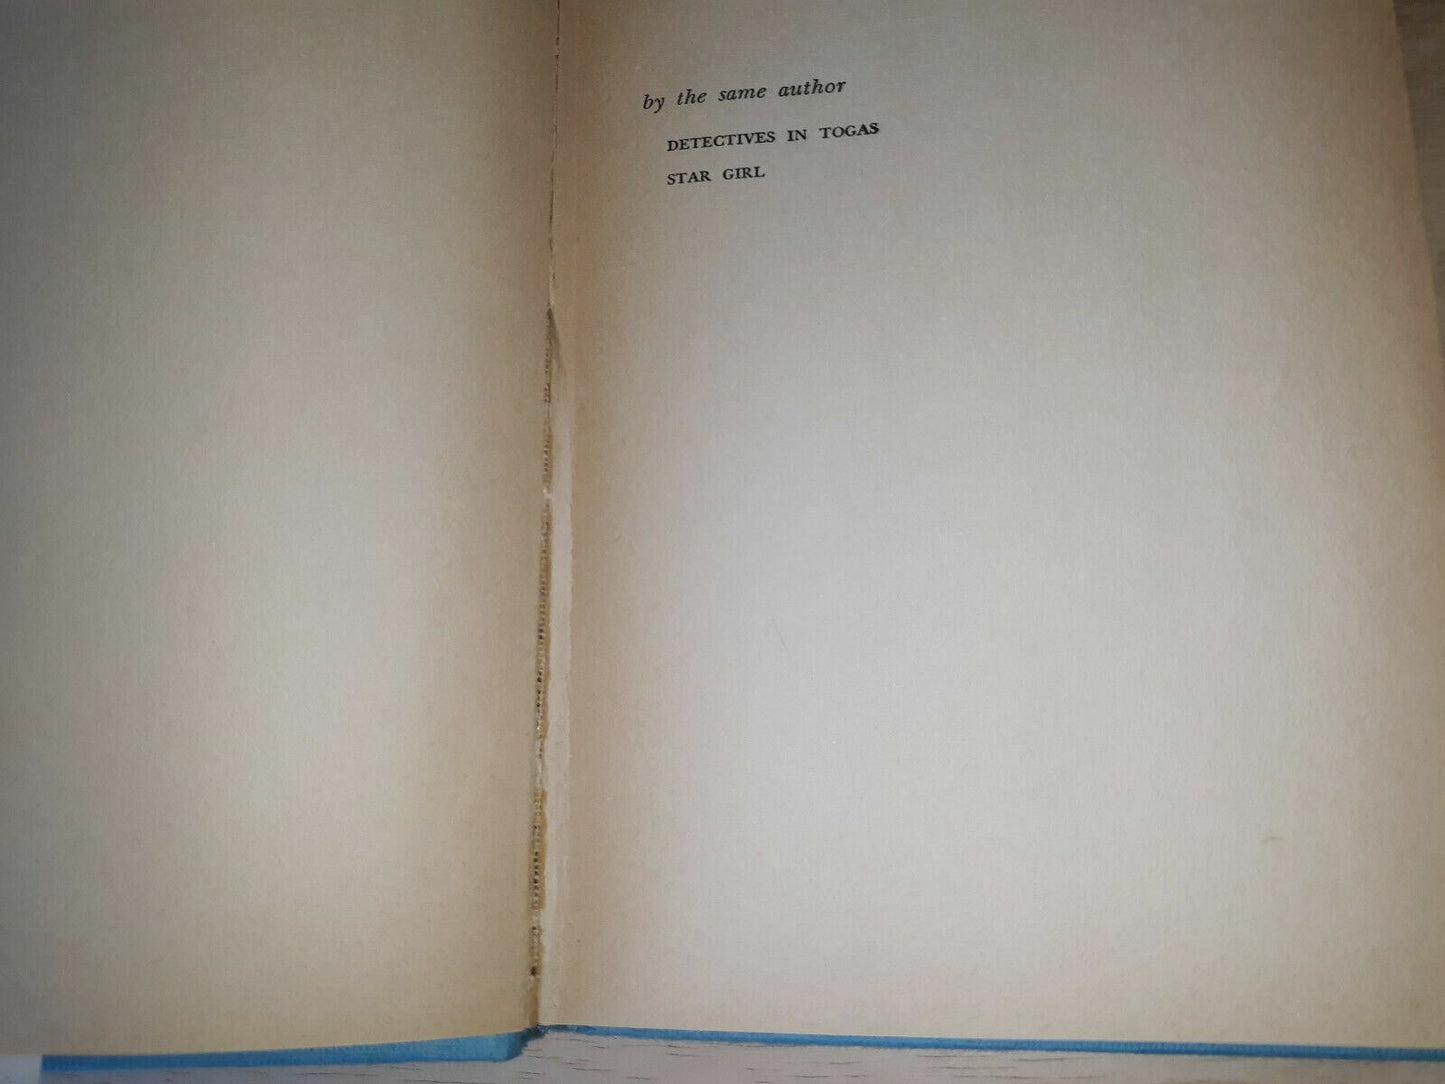 by the same author
DETECTIVES IN TOGAS
STAR GIRL